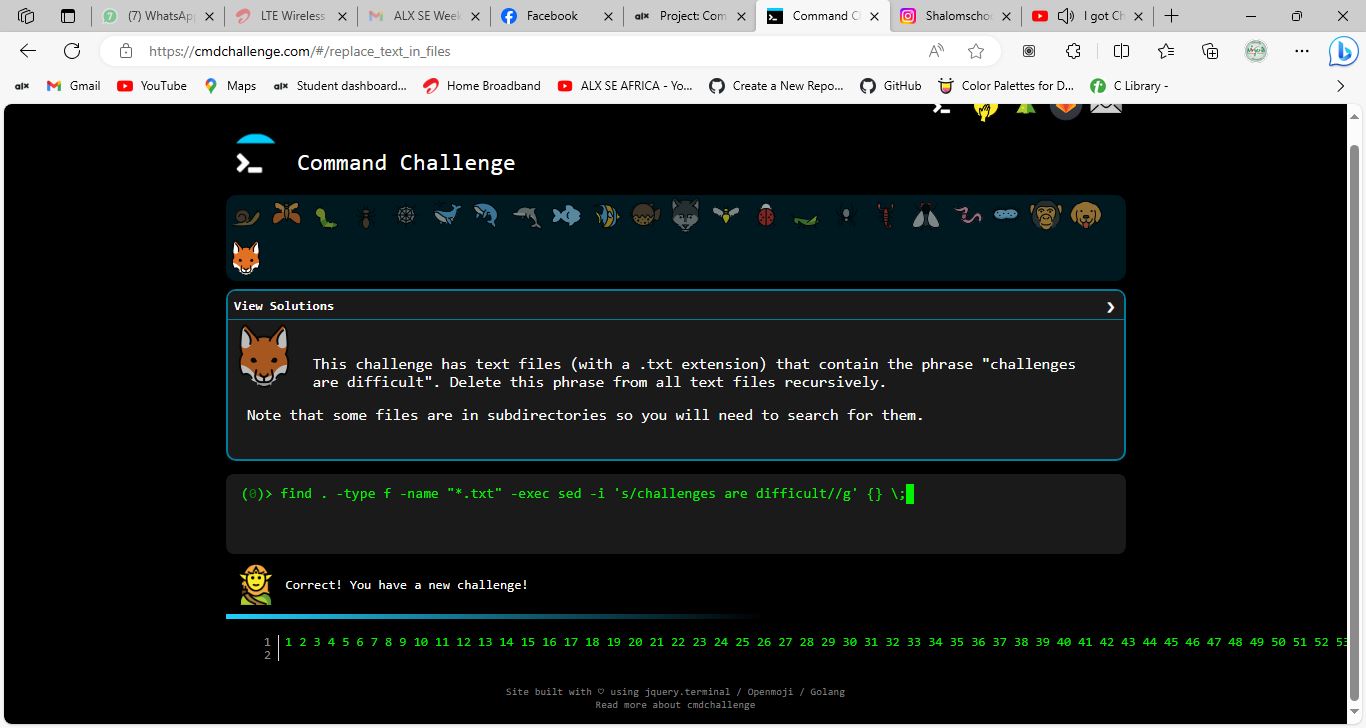 (7) WhatsApp
LTE Wireless
ALX SE Week
Facebook
Project: Com
Command Ch
Shalomschoo
I got Ch
https://cmdchallenge.com/#/replace_text_in_files
alx
Gmail
YouTube
Maps
alx Student dashboard...
Home Broadband
ALX SE AFRICA - Yo...
Create a New Repo...
GitHub
Color Palettes for D...
C Library -
Command Challenge
View Solutions
This challenge has text files (with a .txt extension) that contain the phrase "challenges
are difficult". Delete this phrase from all text files recursively.
Note that some files are in subdirectories so you will need to search for them.
(0)> find . -type f -name "*.txt" -exec sed -i 's/challenges are difficult//g' {} \;
Correct! You have a new challenge!
1 1 2 3 4 5 6 7 8 9 10 11 12 13 14 15 16 17 18 19 20 21 22 23 24 25 26 27 28 29 30 31 32 33 34 35 36 37 38 39 40 41 42 43 44 45 46 47 48 49 50 51 52 53
2
Site built with ♡ using jquery.terminal / Openmoji / Golang
Read more about cmdchallenge